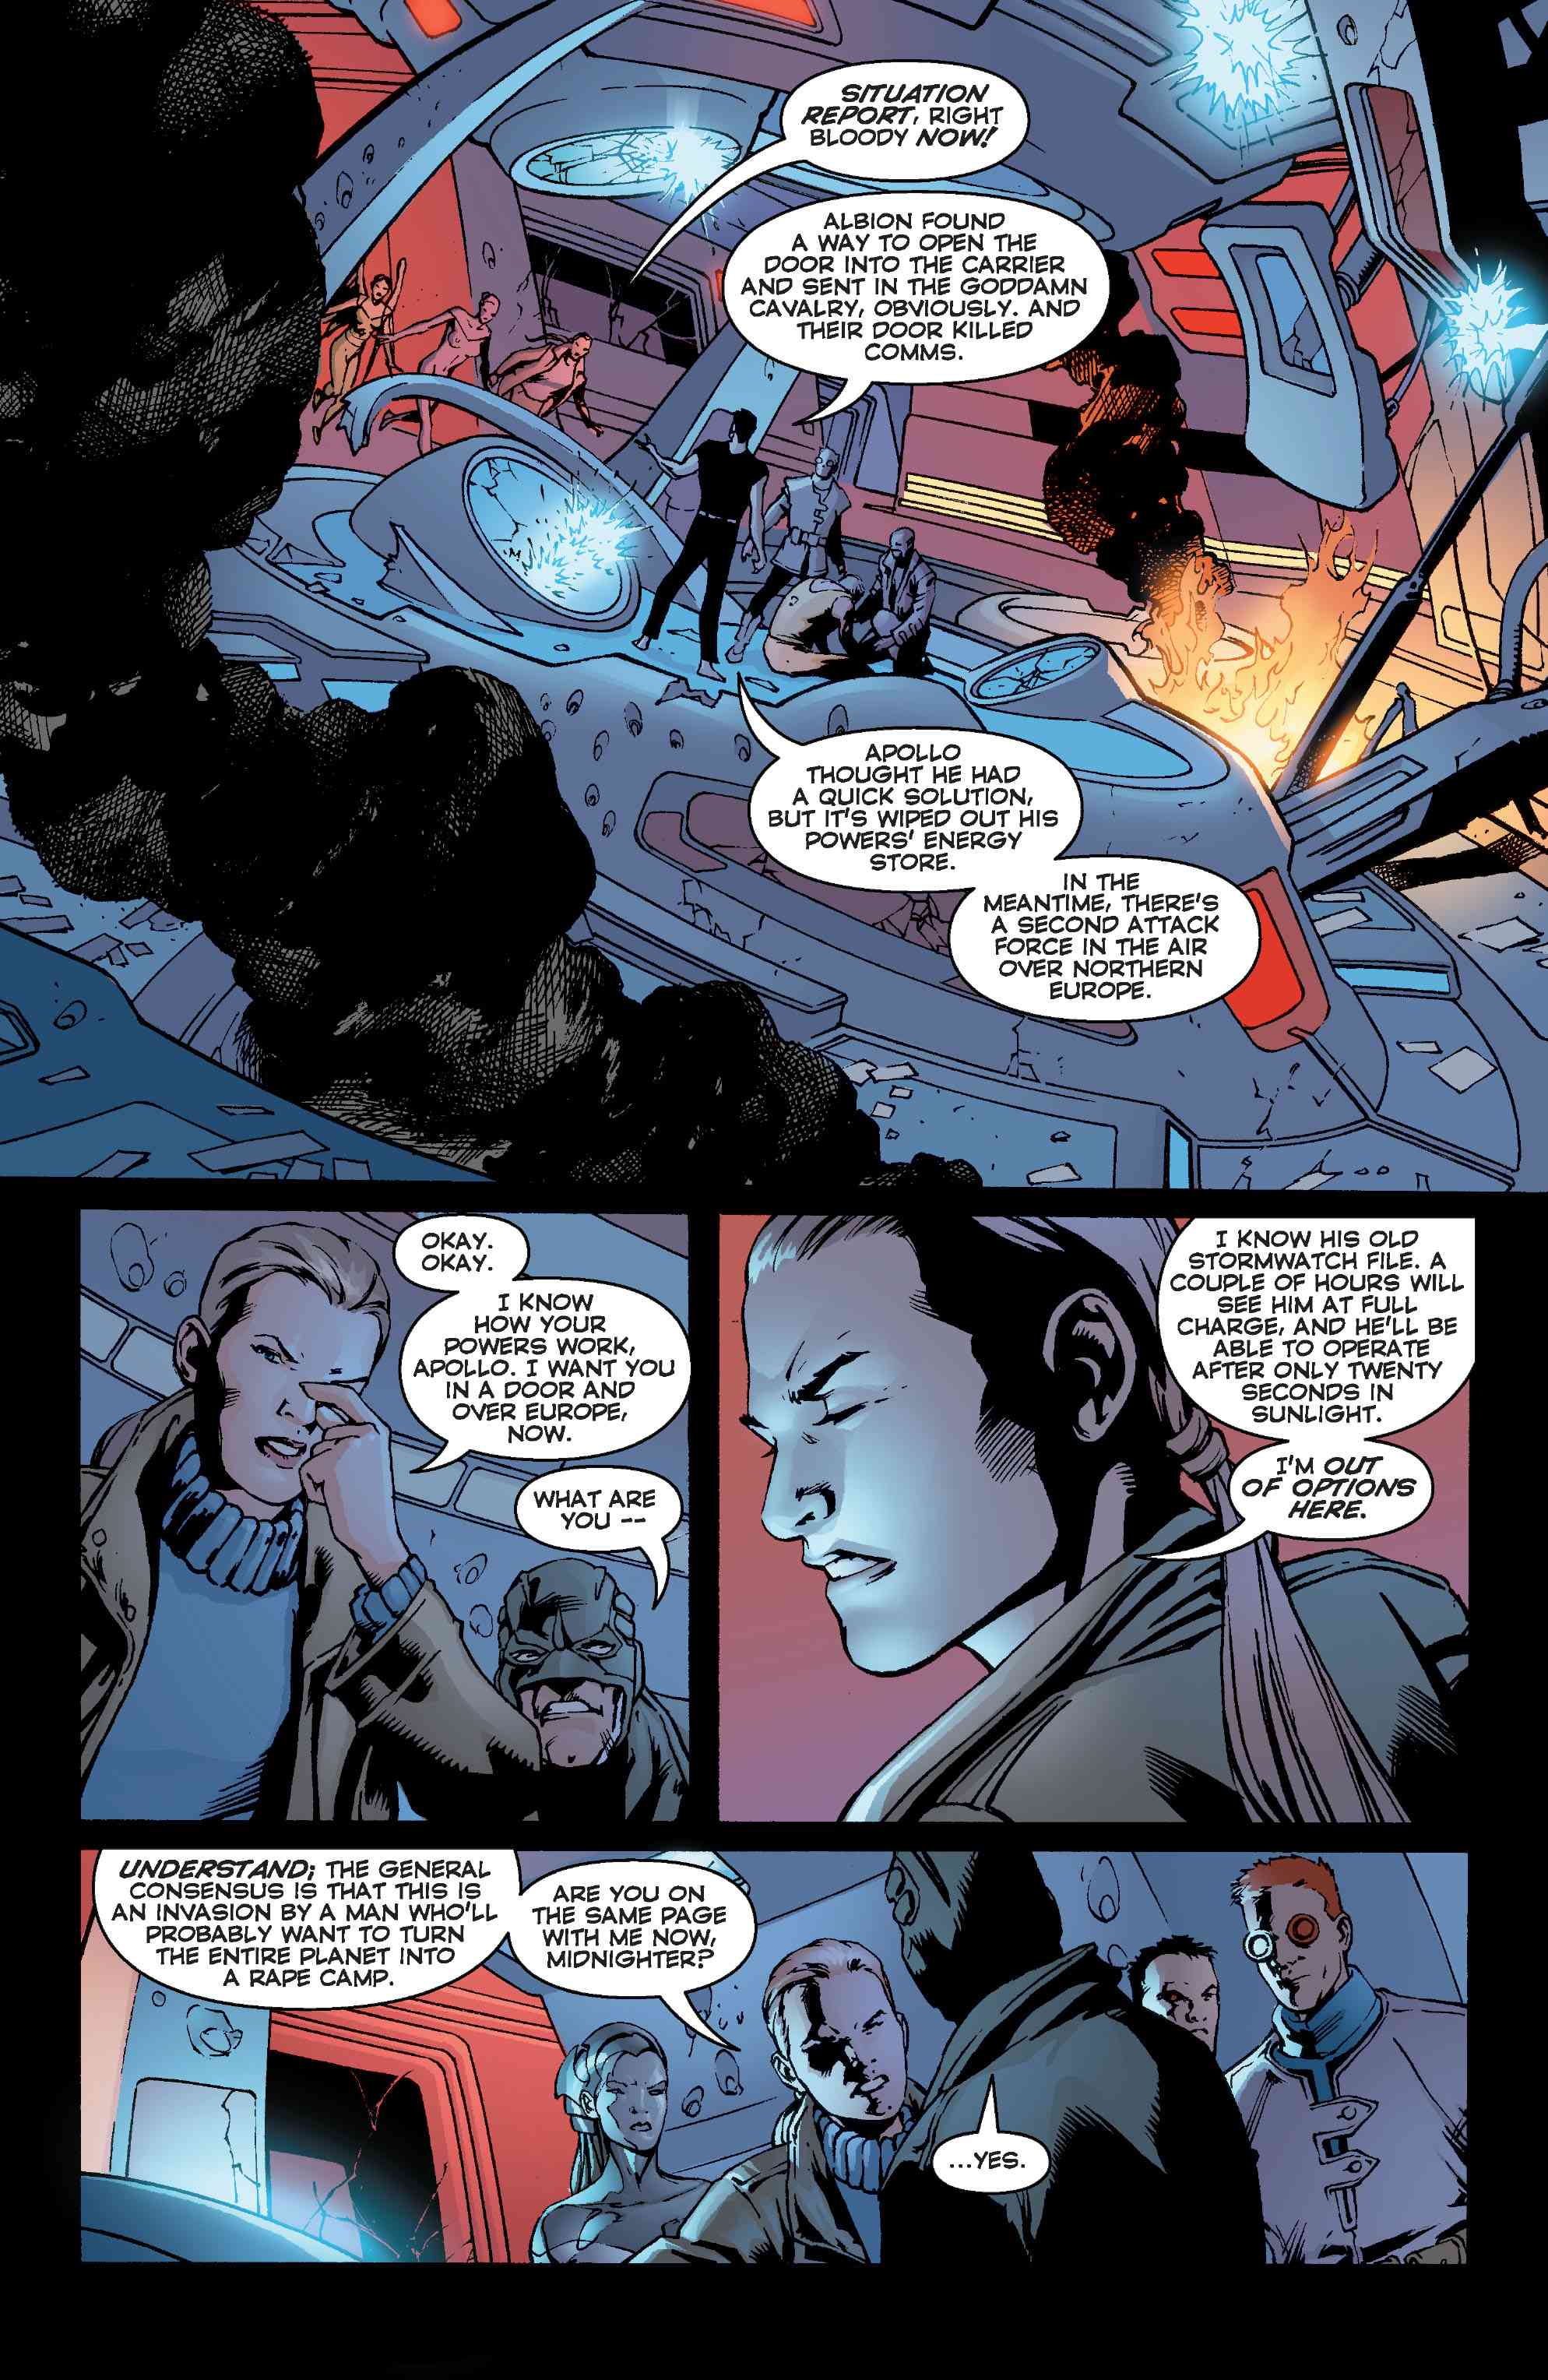 SITUATION
REPORT, RIGHT
BLOODY NOW!
ALBION FOUND
A WAY TO OPEN THE
DOOR INTO THE CARRIER
AND SENT IN THE GODDAMN
CAVALRY, OBVIOUSLY. AND
THEIR DOOR KILLED
COMMS.
APOLLO
THOUGHT HE HAD
A QUICK SOLUTION,
BUT IT'S WIPED OUT HIS
POWERS' ENERGY
STORE.
IN THE
MEANTIME, THERE'S
A SECOND ATTACK
FORCE IN THE AIR
OVER NORTHERN
EUROPE.
OKAY.
OKAY.
I KNOW
HOW YOUR
POWERS WORK,
APOLLO. I WANT YOU
IN A DOOR AND
OVER EUROPE,
NOW.
WHAT ARE
YOU --
I KNOW HIS OLD
STORMWATCH FILE. A
COUPLE OF HOURS WILL
SEE HIM AT FULL
CHARGE, AND HE'LL BE
ABLE TO OPERATE
AFTER ONLY TWENTY
SECONDS IN
SUNLIGHT.
I'M OUT
OF OPTIONS
HERE.
UNDERSTAND; THE GENERAL
CONSENSUS IS THAT THIS IS
AN INVASION BY A MAN WHO'LL
PROBABLY WANT TO TURN
THE ENTIRE PLANET INTO
A RAPE CAMP.
ARE YOU ON
THE SAME PAGE
WITH ME NOW,
MIDNIGHTER?
...YES.